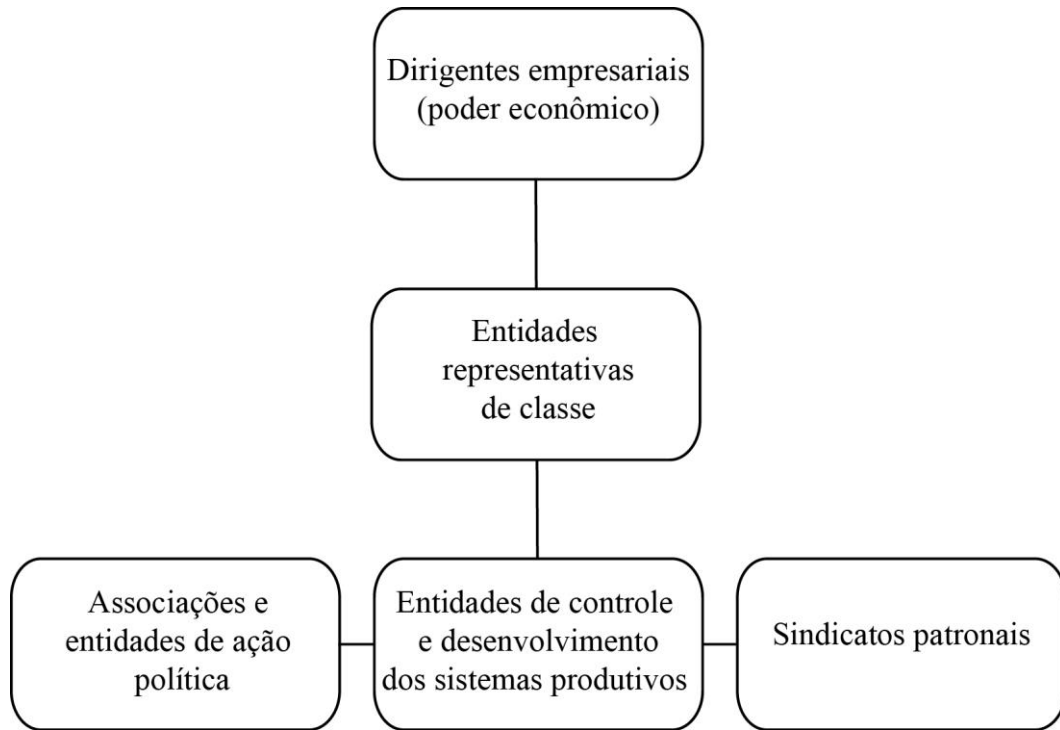 Dirigentes empresariais
(poder econômico)
Entidades
representativas
de classe
Associações e
entidades de ação
política
Entidades de controle
e desenvolvimento
dos sistemas produtivos
Sindicatos patronais